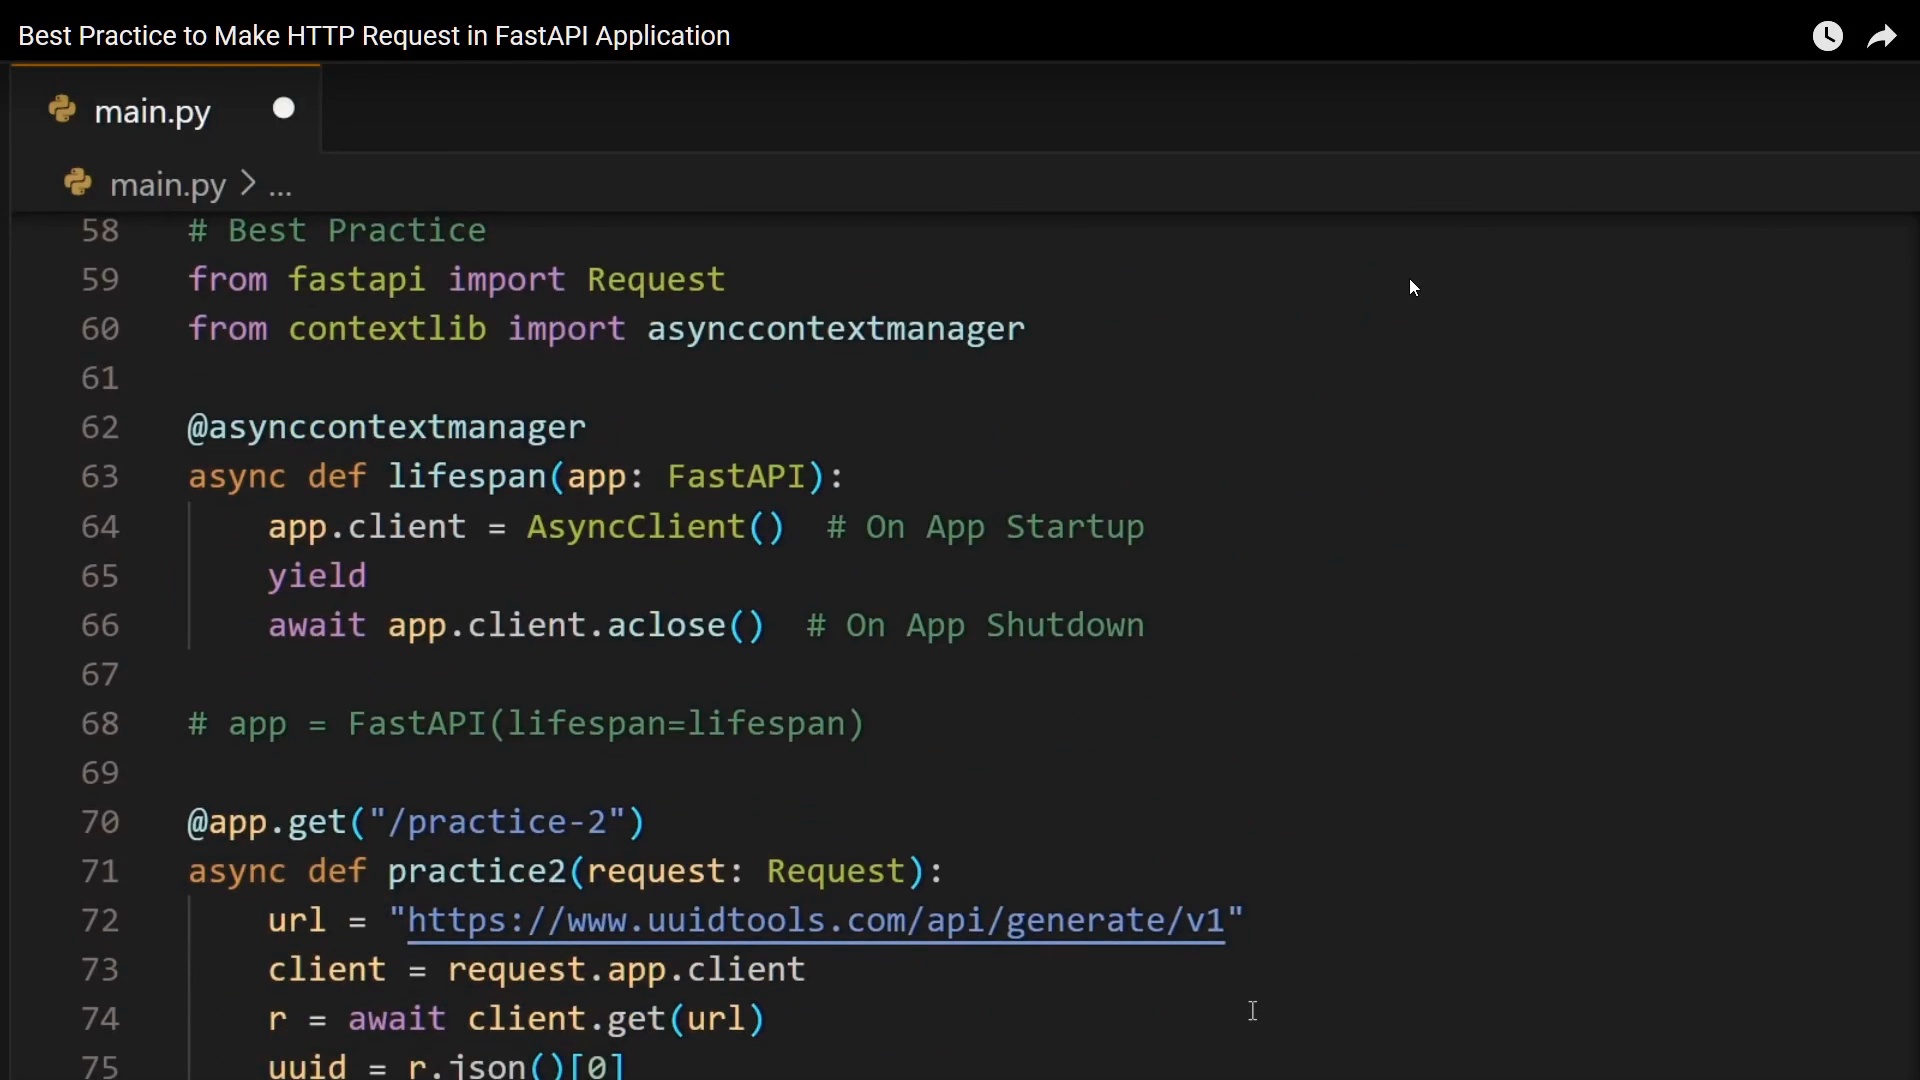 Best Practice to Make HTTP Request in FastAPI Application
main.py
main.py > ...
58 # Best Practice
59 from fastapi import Request
60 from contextlib import asynccontextmanager
61
62 @asynccontextmanager
63 async def lifespan(app: FastAPI):
64     app.client = AsyncClient()  # On App Startup
65     yield
66     await app.client.aclose()  # On App Shutdown
67
68 # app = FastAPI(lifespan=lifespan)
69
70 @app.get("/practice-2")
71 async def practice2(request: Request):
72     url = "https://www.uuidtools.com/api/generate/v1"
73     client = request.app.client
74     r = await client.get(url)
75     uuid = r.json()[0]